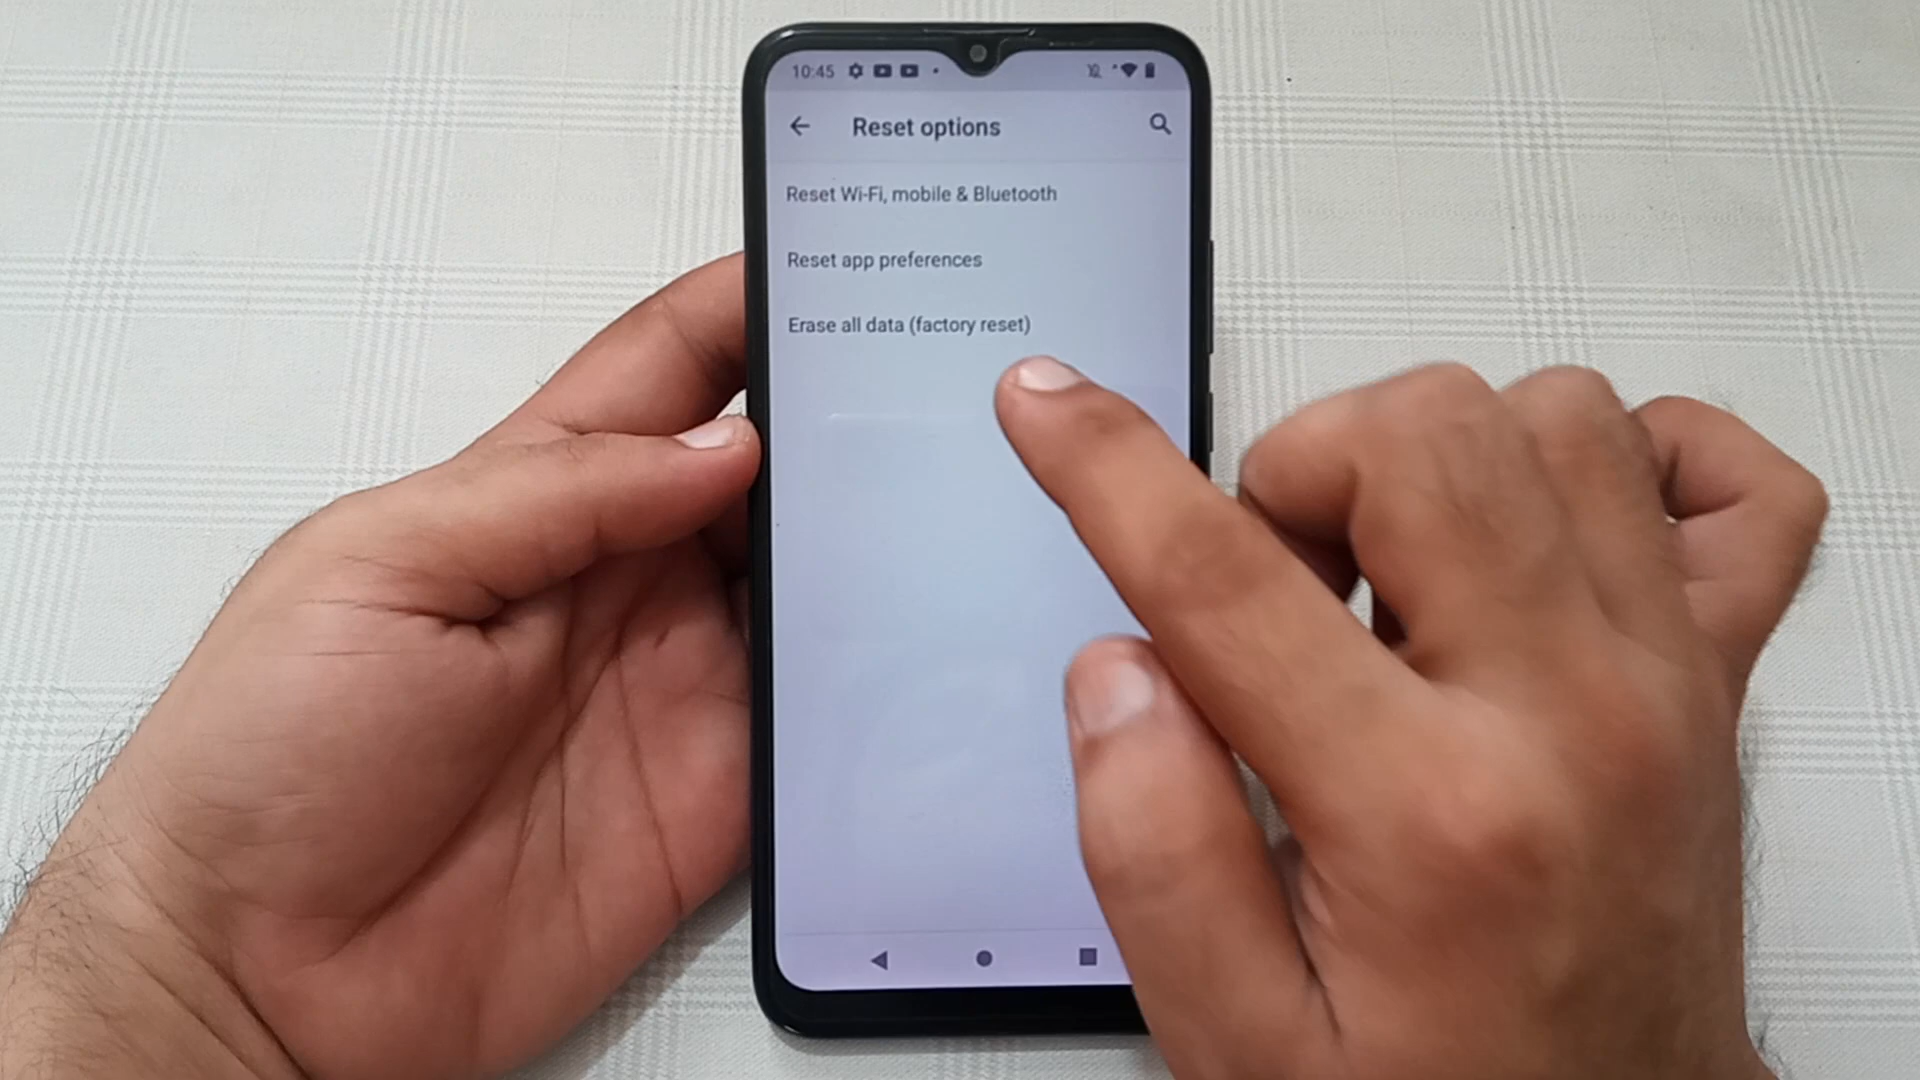 10:45
Reset options
Reset Wi-Fi, mobile & Bluetooth
Reset app preferences
Erase all data (factory reset)